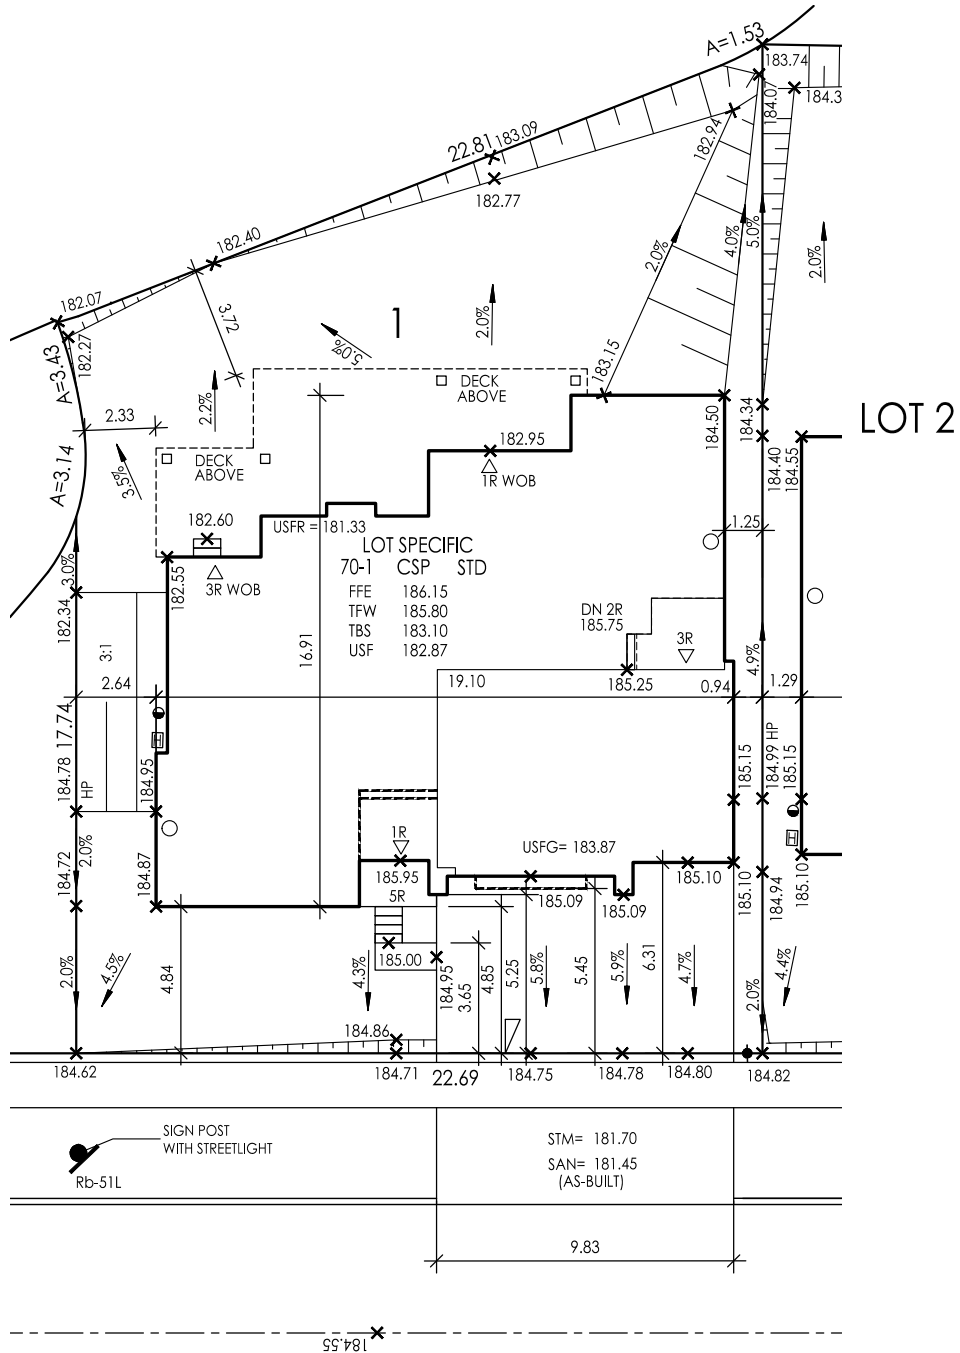 A=1.53
183.74
184.07
184.3
22.81
183.09
182.94
182.77
182.40
182.07
182.27
3.72
1
2.0%
4.0%
5.0%
2.0%
2.0%
5.0%
A=3.43
2.2%
183.15
2.33
DECK
ABOVE
184.50
184.34
LOT 2
A=3.14
3.5%
DECK
ABOVE
182.95
1R WOB
184.40
184.55
182.60
USFR = 181.33
1.25
LOT SPECIFIC
70-1 CSP STD
FFE 186.15
TFW 185.80
TBS 183.10
USF 182.87
3.0%
182.55
3R WOB
182.34
DN 2R
185.75
3R
3:1
16.91
4.9%
2.64
19.10
185.25
0.94
1.29
17.74
184.78
HP
184.95
185.15
184.99 HP
185.15
H
H
1R
USFG= 183.87
2.0%
184.72
184.87
185.95
5R
185.10
185.09
185.09
185.10
184.94
185.10
2.0%
4.5%
4.84
4.3%
185.00
184.95
3.65
4.85
5.25
5.8%
5.45
5.9%
6.31
4.7%
2.0%
4.4%
184.86
184.62
184.71
22.69
184.75
184.78
184.80
184.82
SIGN POST
WITH STREETLIGHT
Rb-51L
STM= 181.70
SAN= 181.45
(AS-BUILT)
9.83
184.55